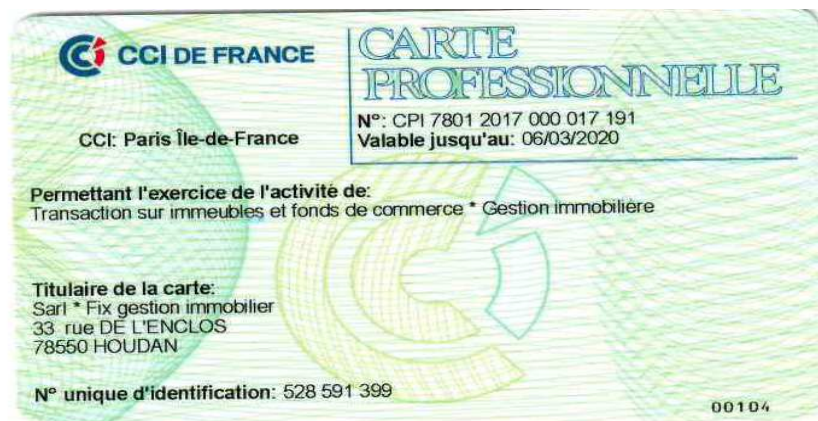 CCI DE FRANCE
CARTE
PROFESSIONNELLE
N°: CPI 7801 2017 000 017 191
CCI: Paris Île-de-France
Valable jusqu'au: 06/03/2020
Permettant l'exercice de l'activité de:
Transaction sur immeubles et fonds de commerce * Gestion immobilière
Titulaire de la carte:
Sarl * Fix gestion immobilier
33 rue DE L'ENCLOS
78550 HOUDAN
N° unique d'identification: 528 591 399
00104